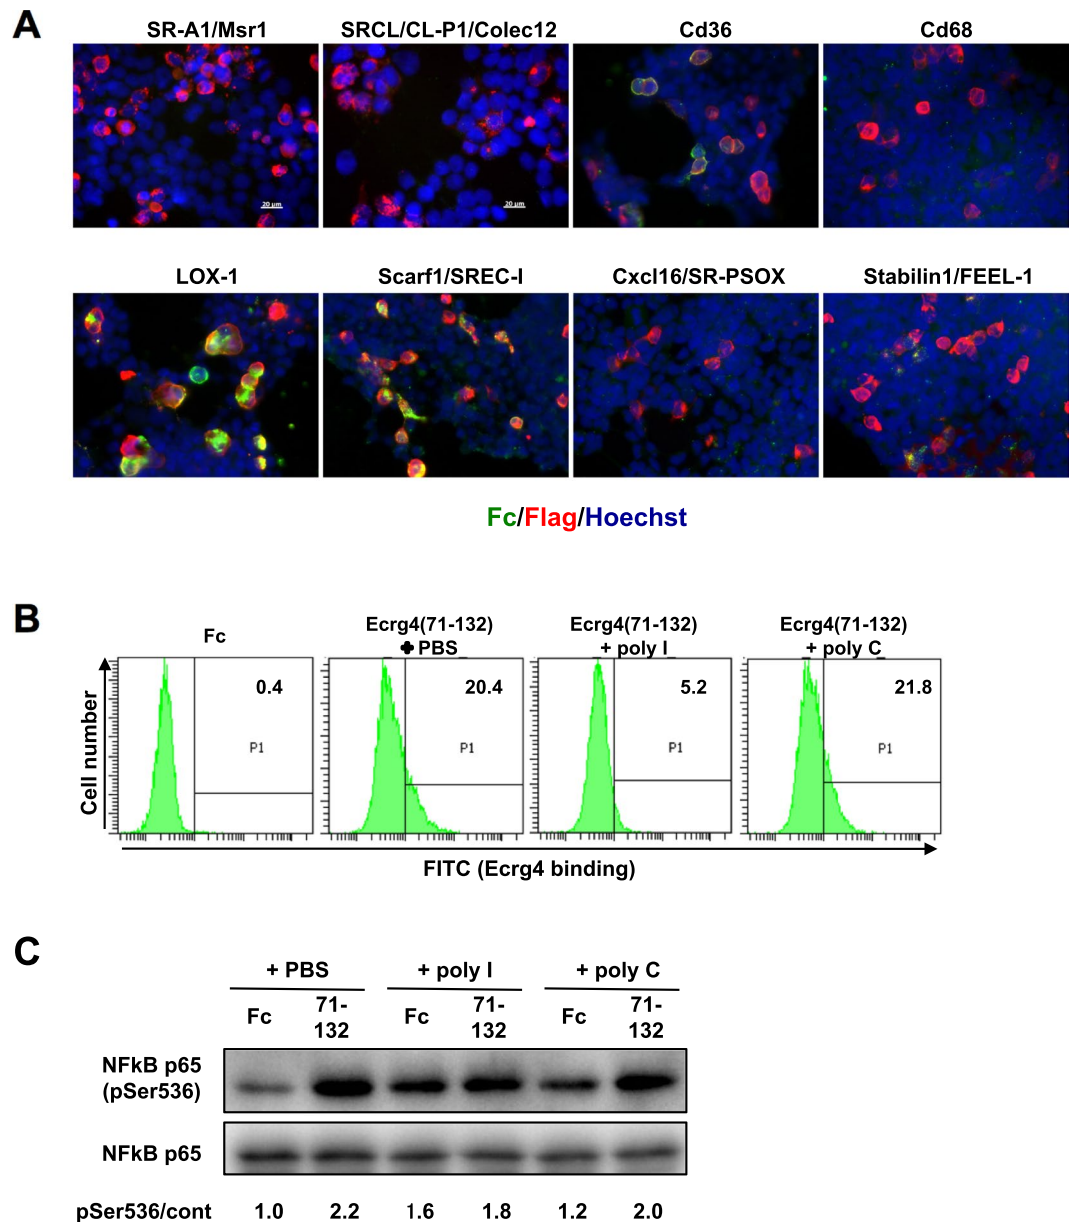 A
SR-A1/Msr1
SRCL/CL-P1/Colec12
Cd36
Cd68
20 µm
20 µm
LOX-1
Scarf1/SREC-I
Cxcl16/SR-PSOX
Stabilin1/FEEL-1
Fc/Flag/Hoechst
B
Fc
Ecrg4(71-132)
+ PBS
Ecrg4(71-132)
+ poly I
Ecrg4(71-132)
+ poly C
Cell number
0.4
20.4
5.2
21.8
P1
P1
P1
P1
FITC (Ecrg4 binding)
C
+ PBS
+ poly I
+ poly C
Fc
71-
132
Fc
71-
132
Fc
71-
132
NFkB p65
(pSer536)
NFkB p65
pSer536/cont 1.0 2.2 1.6 1.8 1.2 2.0